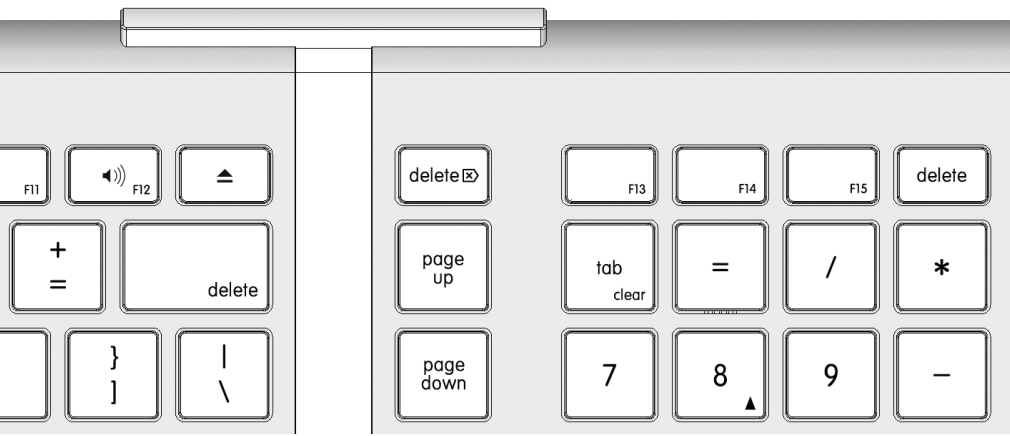 F11
F12
delete
F13
F14
F15
delete
+
=
delete
page
up
tab
clear
=
/
*
}
]
|
\
page
down
7
8
9
-